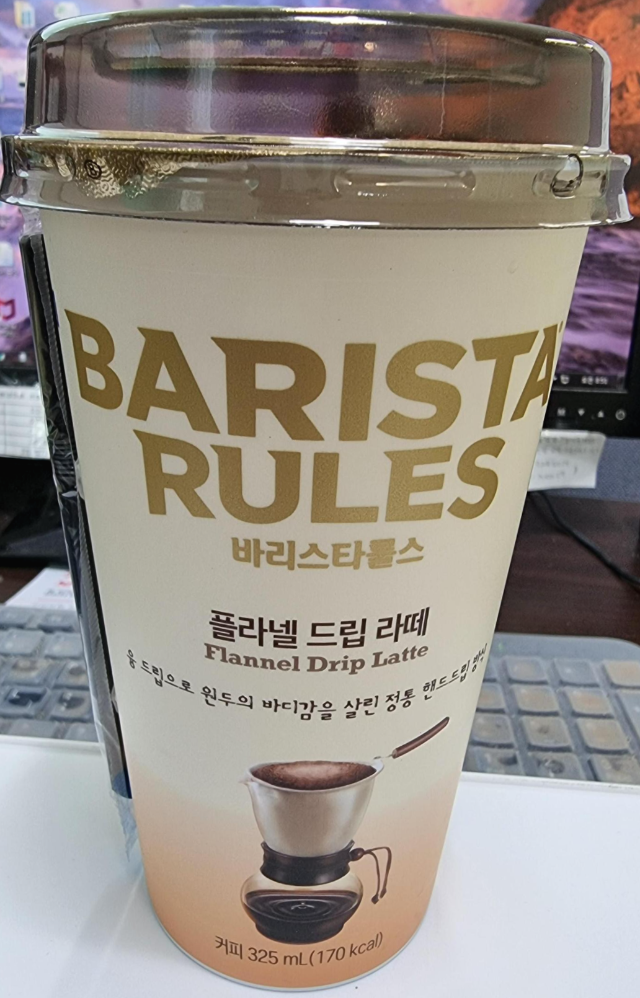 BARISTA
RULES
바리스타룰스
플라넬 드립 라떼
Flannel Drip Latte
융 드립으로 원두의 바디감을 살린 정통 핸드드립 방식
커피 325 mL(170 kcal)